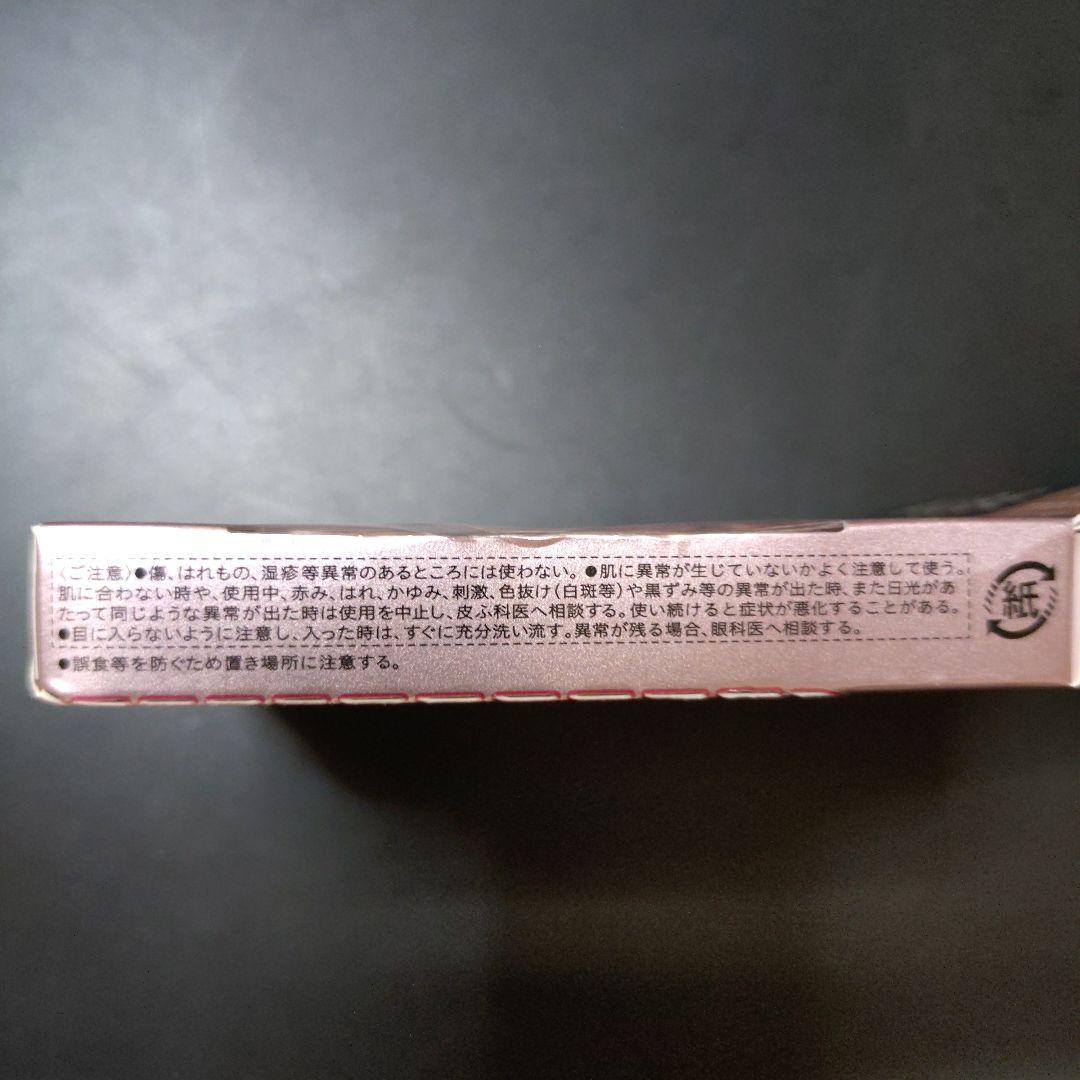 〈ご注意〉●傷、はれもの、湿疹等異常のあるところには使わない。●肌に異常が生じていないかよく注意して使う。
肌に合わない時や、使用中、赤み、はれ、かゆみ、刺激、色抜け(白斑等)や黒ずみ等の異常が出た時、また日光があ
たって同じような異常が出た時は使用を中止し、皮ふ科医へ相談する。使い続けると症状が悪化することがある。
●目に入らないように注意し、入った時は、すぐに充分洗い流す。異常が残る場合、眼科医へ相談する。
●誤食等を防ぐため置き場所に注意する。
紙